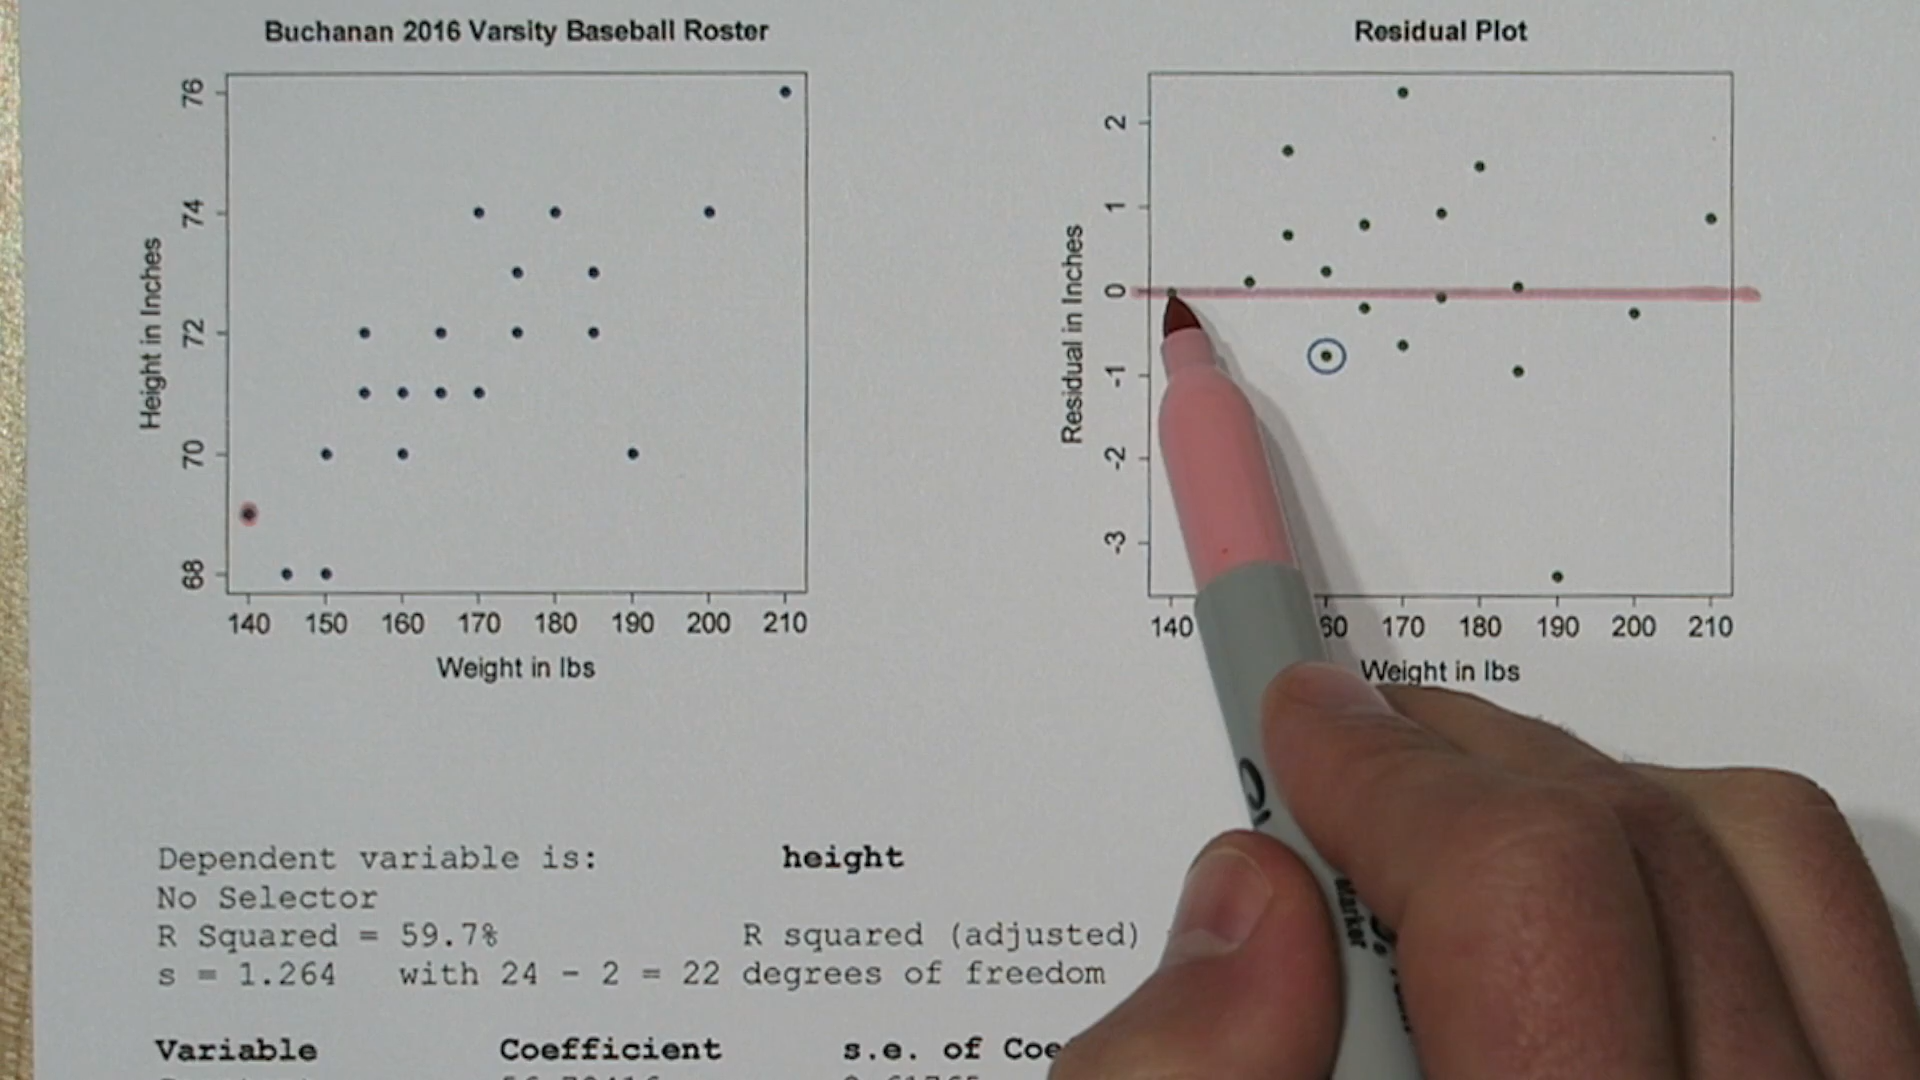 Buchanan 2016 Varsity Baseball Roster
76
74
72
70
68
Height in Inches
140 150 160 170 180 190 200 210
Weight in lbs
Residual Plot
2
1
0
-1
-2
-3
Residual in Inches
140 60 170 180 190 200 210
Weight in lbs
Dependent variable is: height
No Selector
R Squared = 59.7% R squared (adjusted)
s = 1.264 with 24 - 2 = 22 degrees of freedom
Variable Coefficient s.e. of Coe
Marker